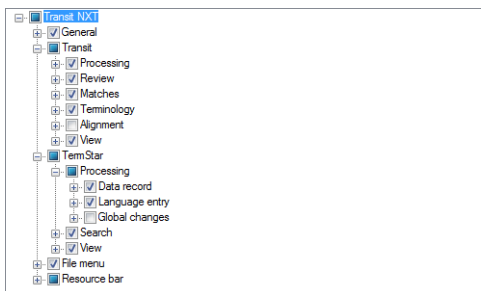 Transit NXT
General
Transit
Processing
Review
Matches
Terminology
Alignment
View
TermStar
Processing
Data record
Language entry
Global changes
Search
View
File menu
Resource bar